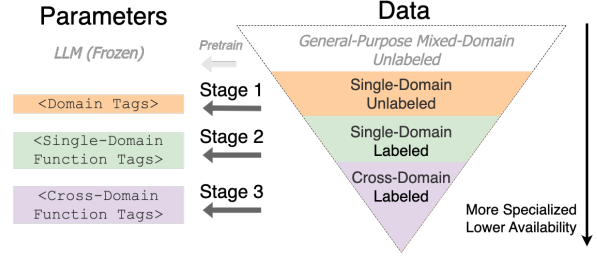 Parameters
Data
LLM (Frozen)
Pretrain
General-Purpose Mixed-Domain
Unlabeled
Stage 1
<Domain Tags>
Single-Domain
Unlabeled
Stage 2
<Single-Domain
Function Tags>
Single-Domain
Labeled
Stage 3
<Cross-Domain
Function Tags>
Cross-Domain
Labeled
More Specialized
Lower Availability